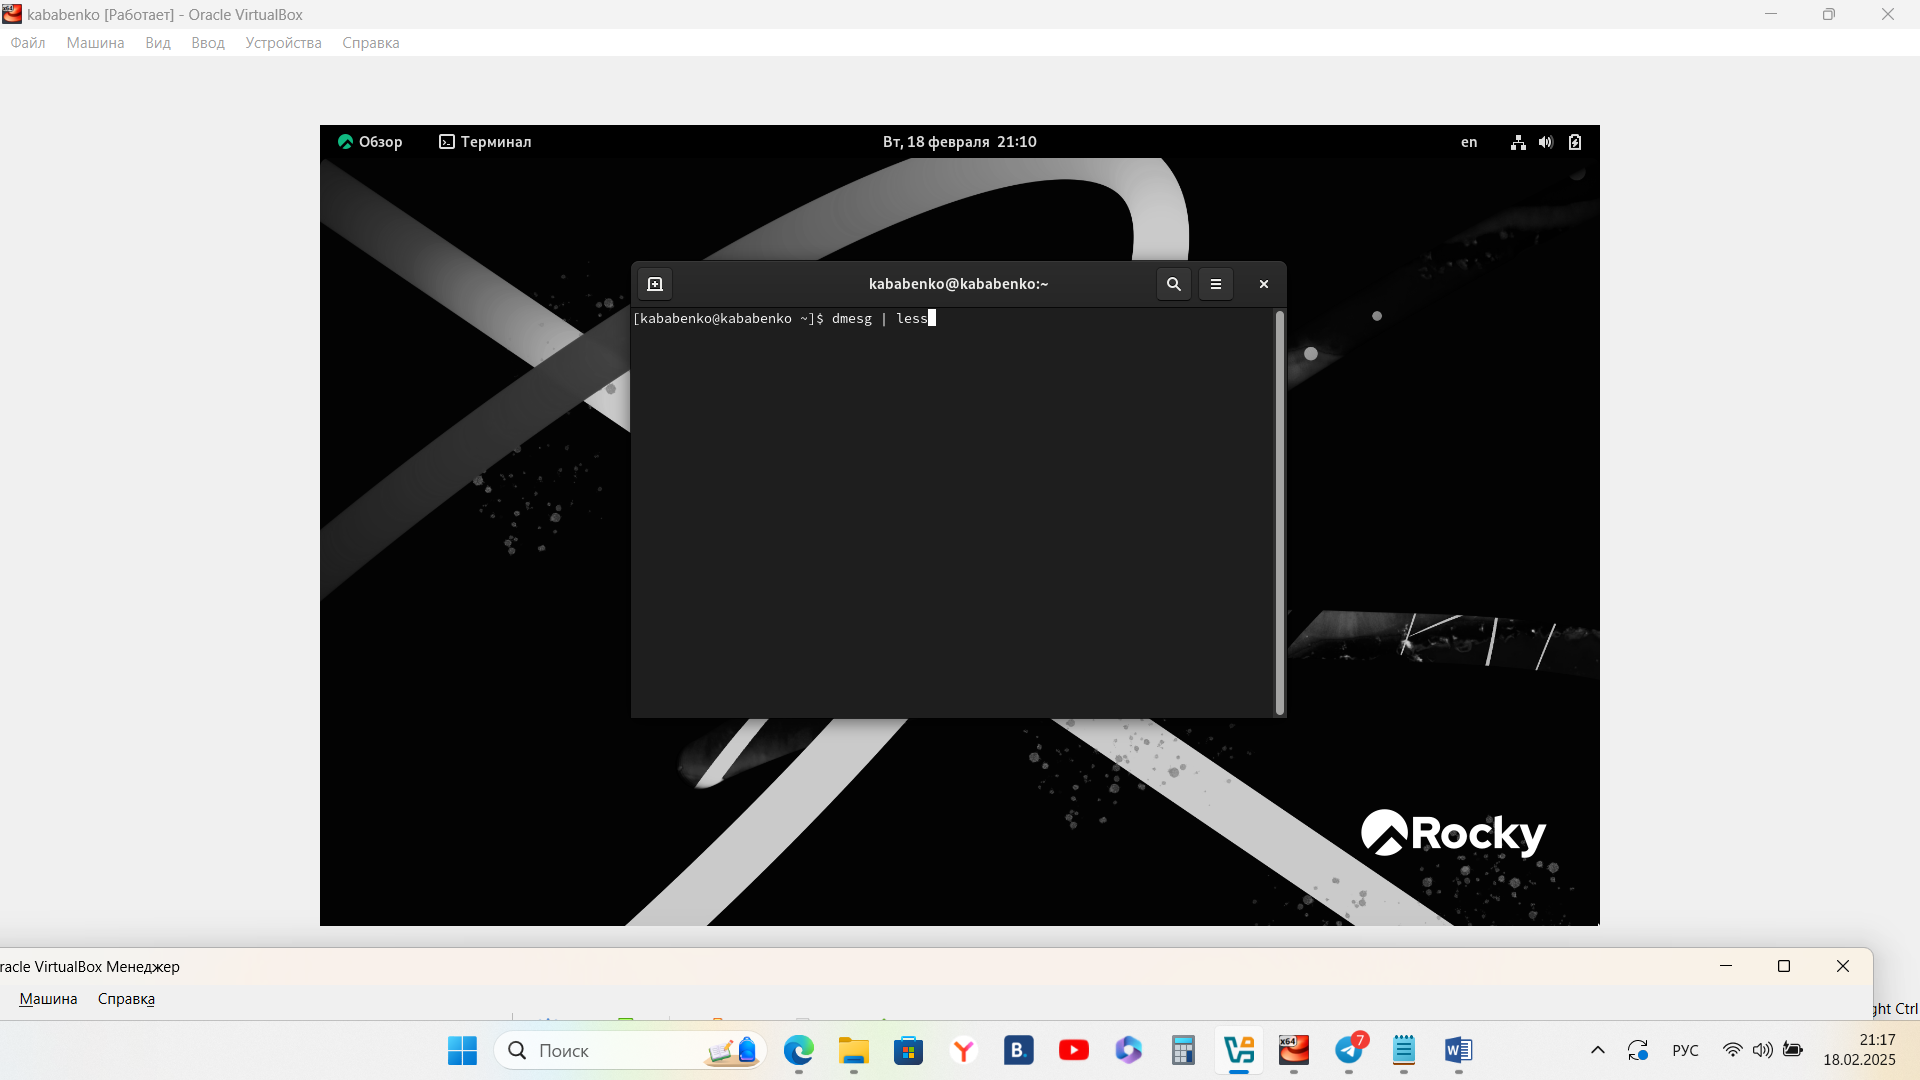 kababenko [Работает] - Oracle VirtualBox
Файл Машина Вид Ввод Устройства Справка
Обзор Терминал Вт, 18 февраля 21:10 en
kababenko@kababenko:~
[kababenko@kababenko ~]$ dmesg | less
Rocky
racle VirtualBox Менеджер
Машина Справка
ght Ctrl
Поиск
B.
x64
7
РУС
21:17
18.02.2025